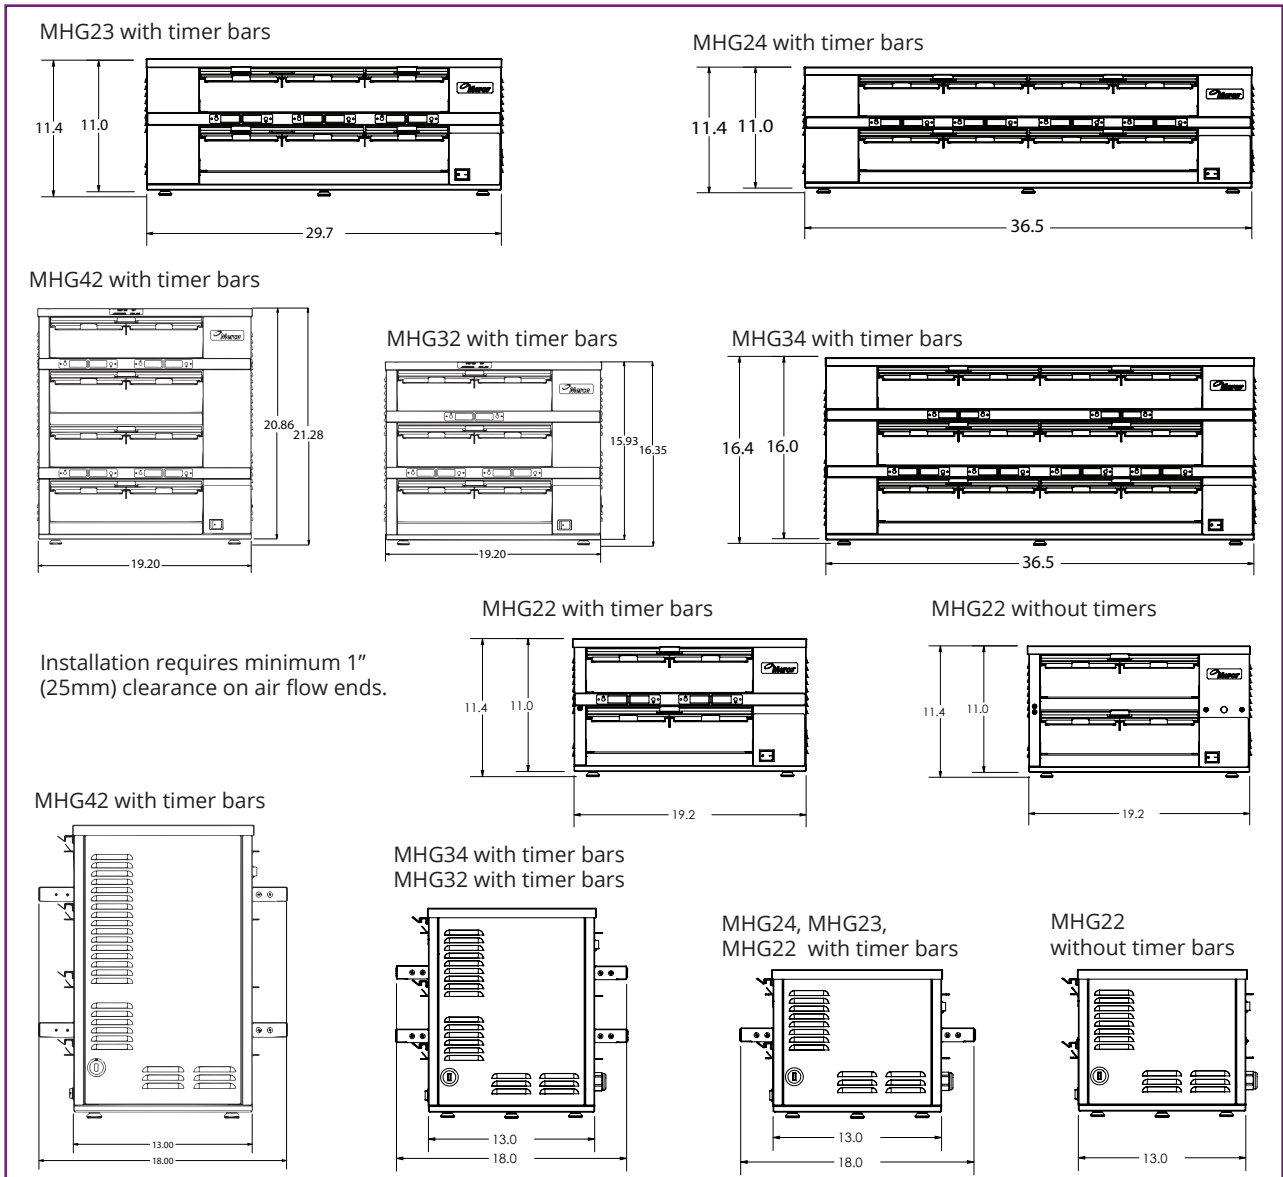 MHG23 with timer bars
11.4
11.0
29.7
MHG24 with timer bars
11.4
11.0
36.5
MHG42 with timer bars
20.86
21.28
19.20
MHG32 with timer bars
15.93
16.35
19.20
MHG34 with timer bars
16.4
16.0
36.5
Installation requires minimum 1”
(25mm) clearance on air flow ends.
MHG22 with timer bars
11.4
11.0
19.2
MHG22 without timers
11.4
11.0
19.2
MHG42 with timer bars
13.00
18.00
MHG34 with timer bars
MHG32 with timer bars
13.0
18.0
MHG24, MHG23,
MHG22 with timer bars
13.0
18.0
MHG22
without timer bars
13.0